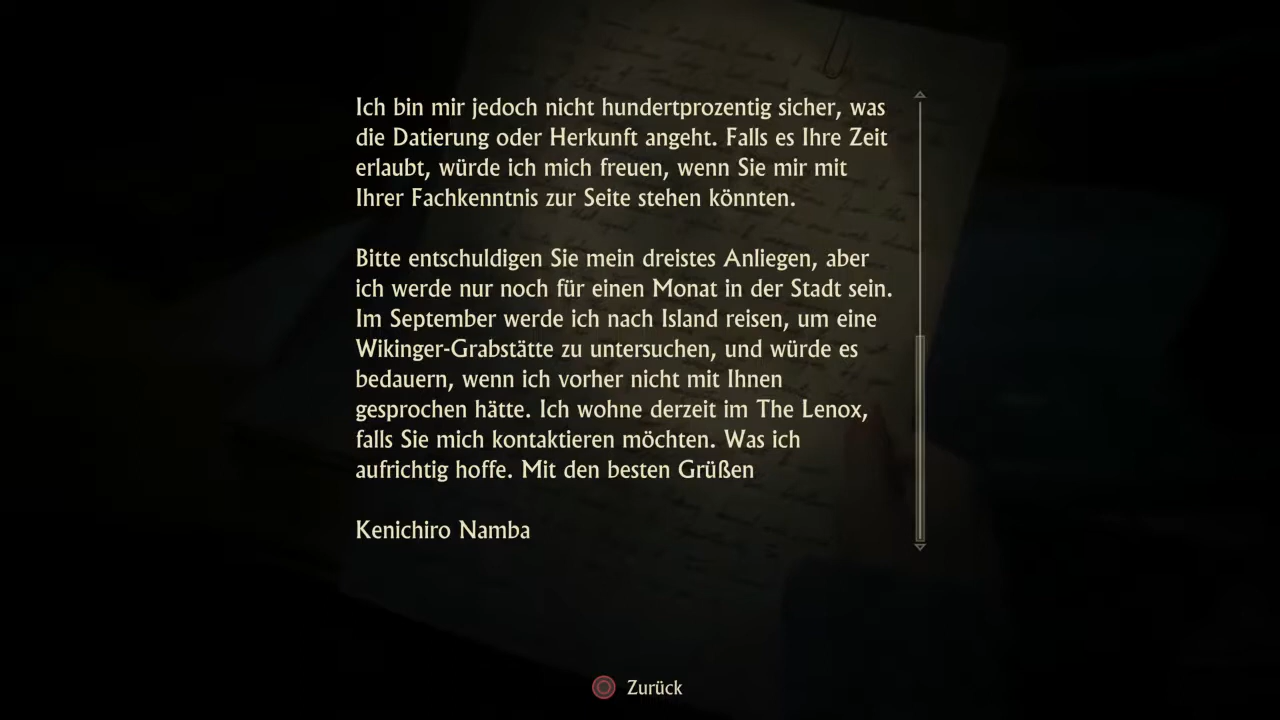 Ich bin mir jedoch nicht hundertprozentig sicher, was
die Datierung oder Herkunft angeht. Falls es Ihre Zeit
erlaubt, würde ich mich freuen, wenn Sie mir mit
Ihrer Fachkenntnis zur Seite stehen könnten.
Bitte entschuldigen Sie mein dreistes Anliegen, aber
ich werde nur noch für einen Monat in der Stadt sein.
Im September werde ich nach Island reisen, um eine
Wikinger-Grabstätte zu untersuchen, und würde es
bedauern, wenn ich vorher nicht mit Ihnen
gesprochen hätte. Ich wohne derzeit im The Lenox,
falls Sie mich kontaktieren möchten. Was ich
aufrichtig hoffe. Mit den besten Grüßen
Kenichiro Namba
Zurück